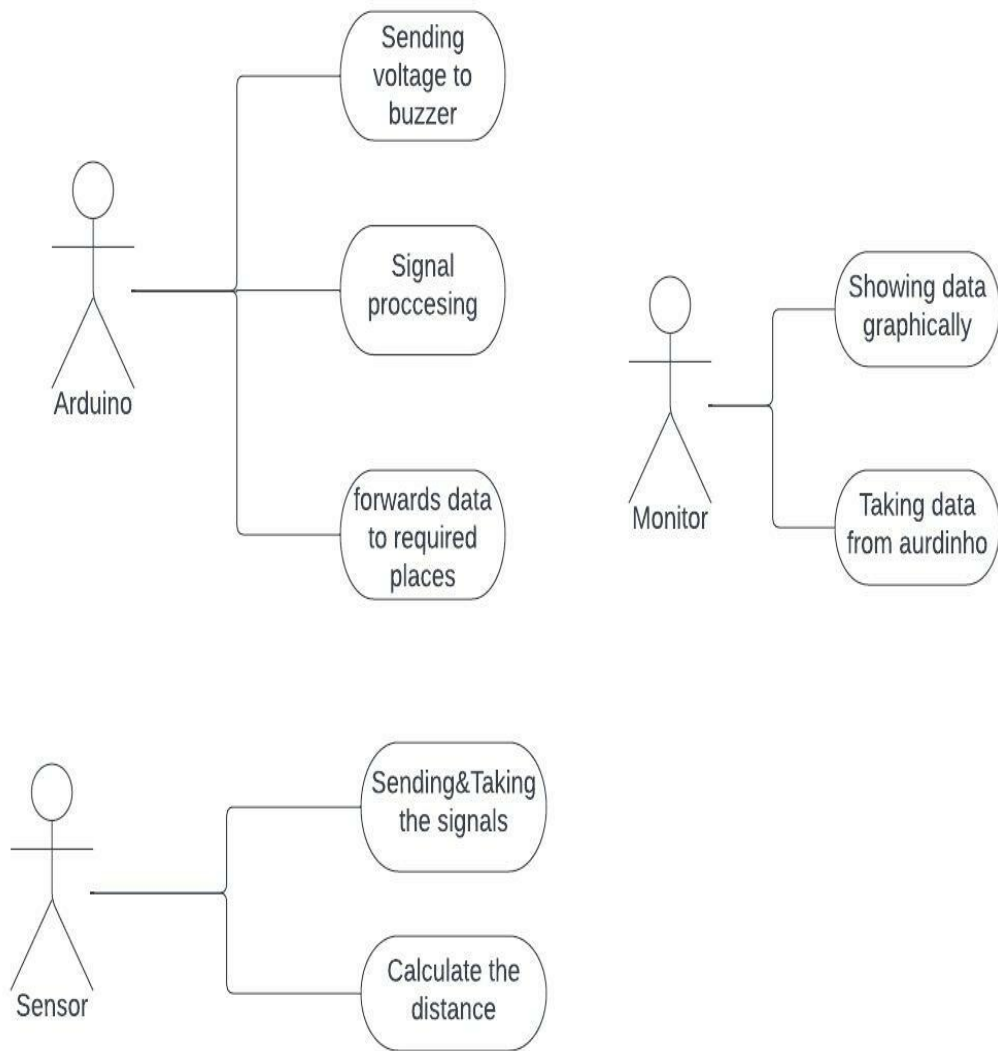 Sending
voltage to
buzzer
Signal
proccesing
Arduino
forwards data
to required
places
Showing data
graphically
Monitor
Taking data
from aurdinho
Sending&Taking
the signals
Sensor
Calculate the
distance